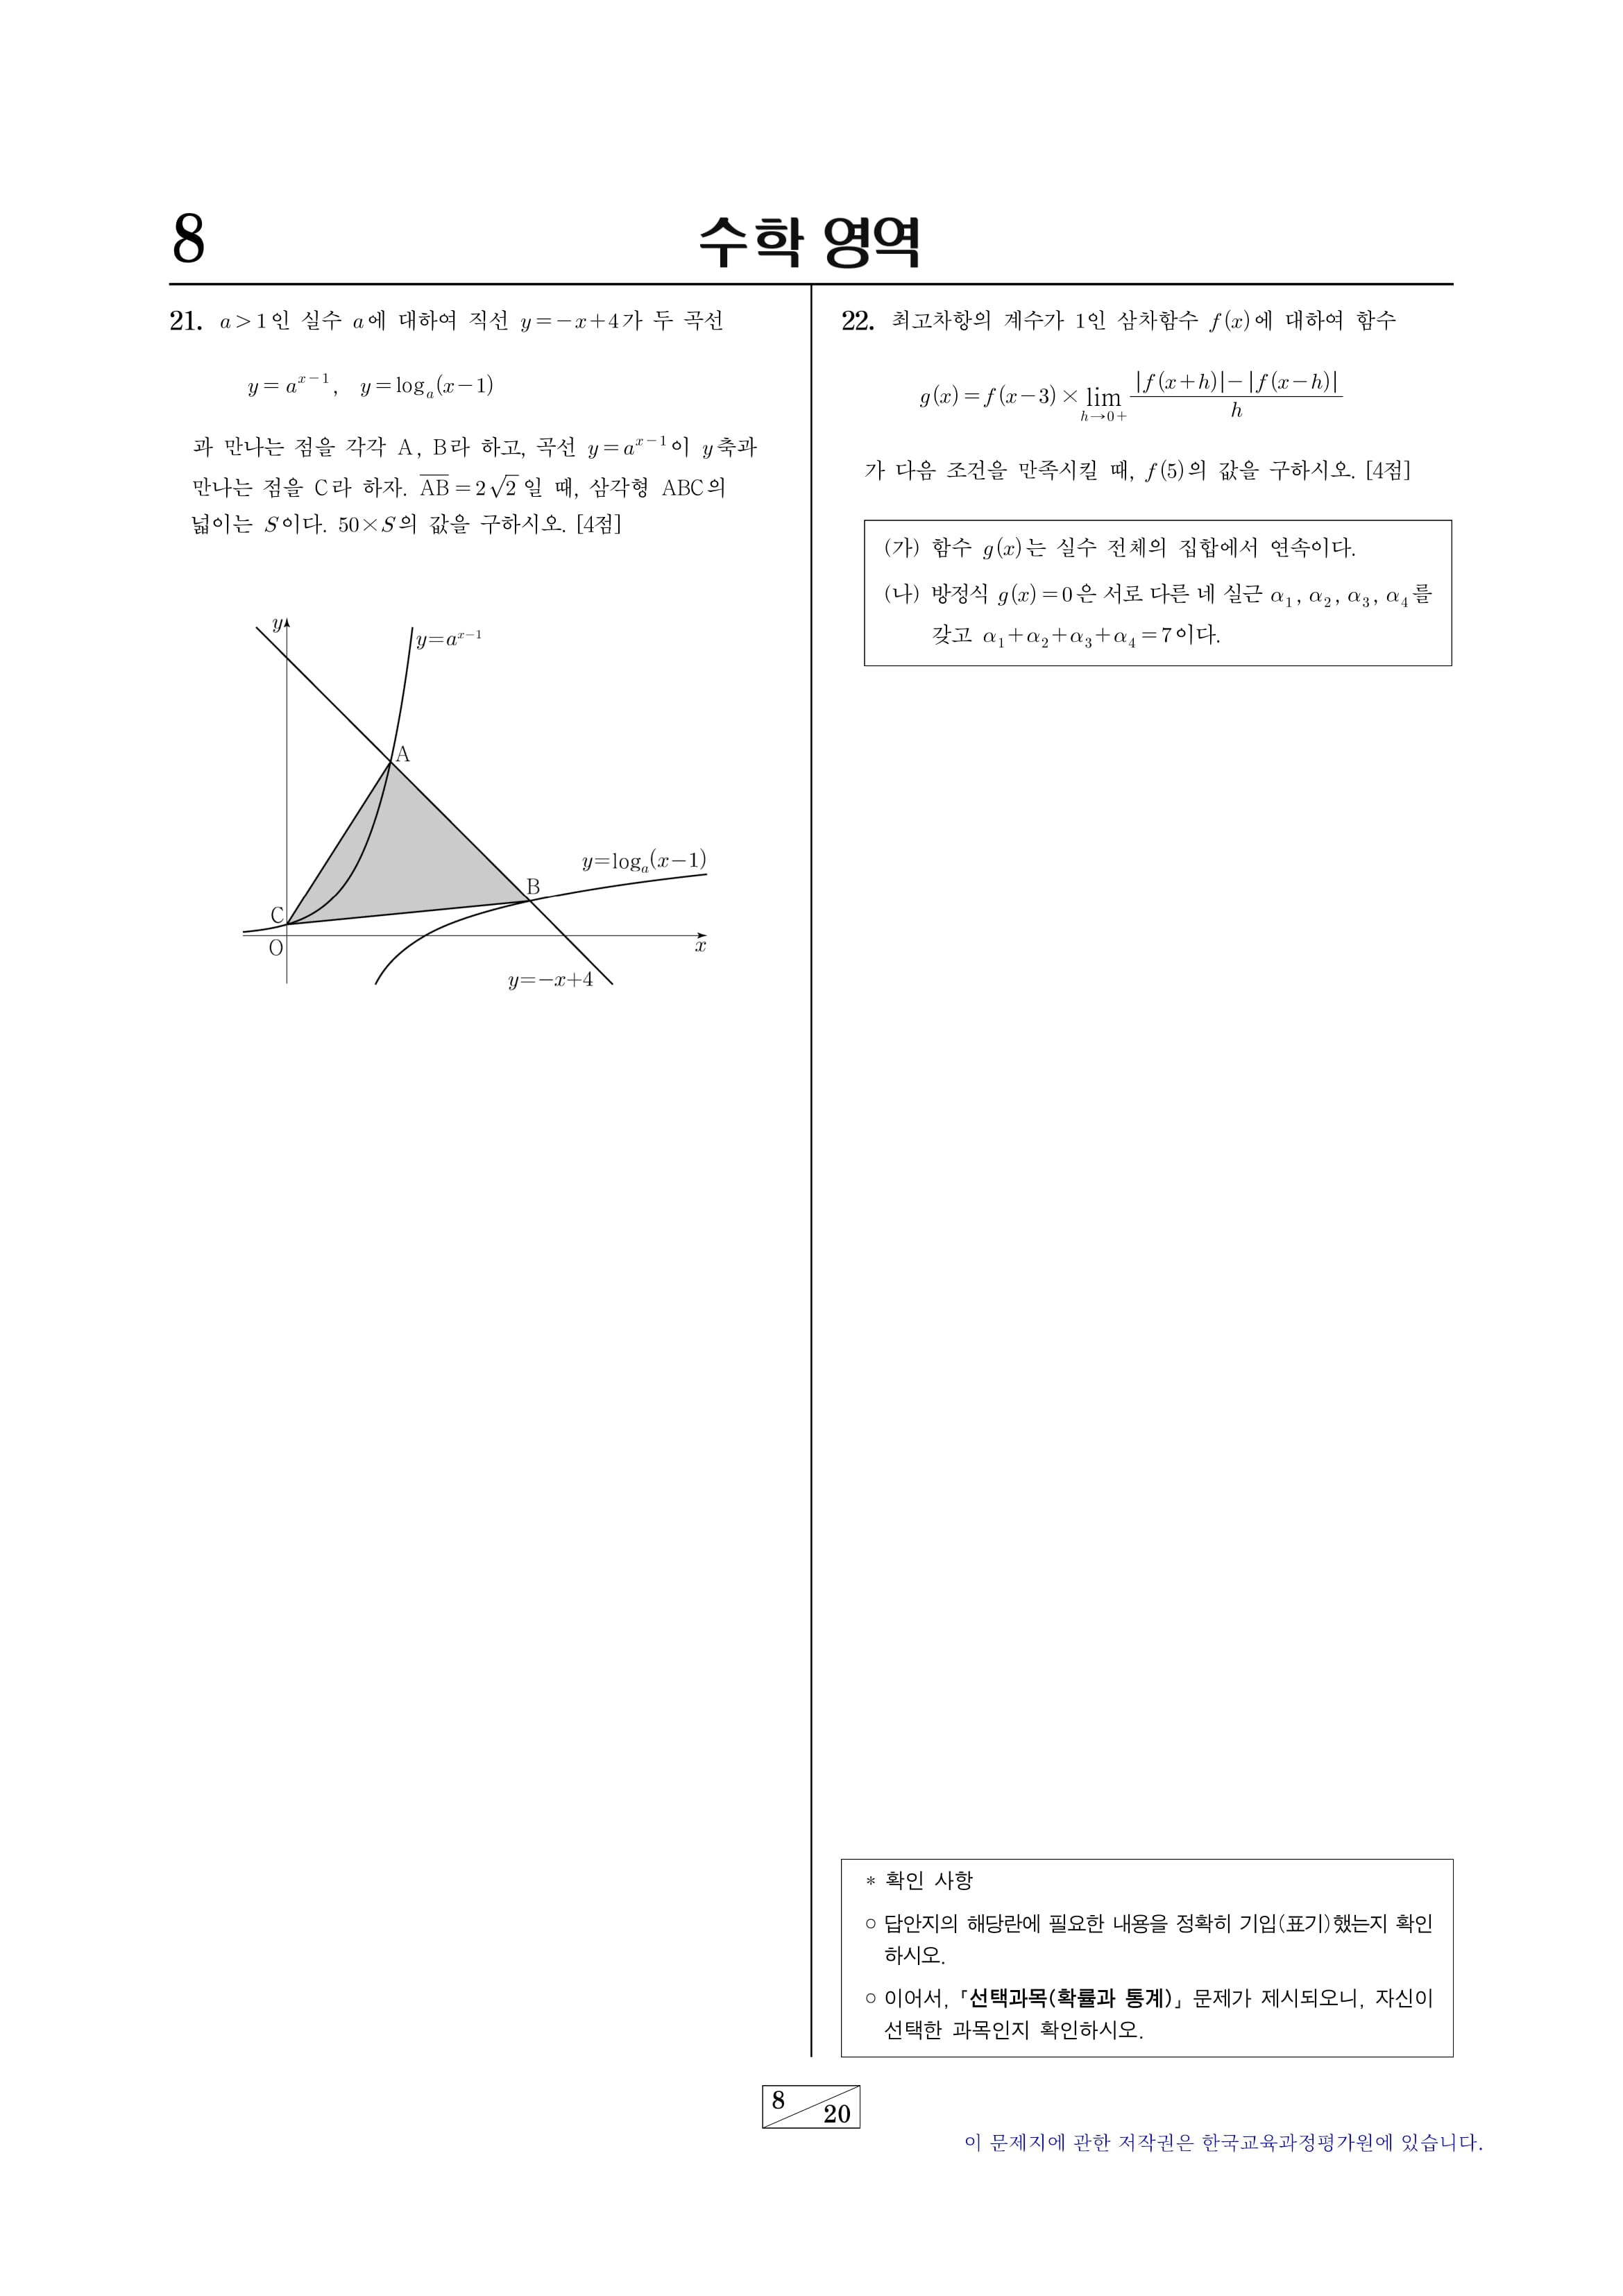 8
수학 영역
21. a>1인 실수 a에 대하여 직선 y=-x+4가 두 곡선
y=a^{x-1}, y=log_a(x-1)
과 만나는 점을 각각 A, B라 하고, 곡선 y=a^{x-1}이 y축과
만나는 점을 C라 하자. \overline{AB}=2√2일 때, 삼각형 ABC의
넓이는 S이다. 50×S의 값을 구하시오. [4점]
y
y=a^{x-1}
A
y=log_a(x-1)
B
C
O
x
y=-x+4
22. 최고차항의 계수가 1인 삼차함수 f(x)에 대하여 함수
g(x)=f(x-3)×lim_{h→0+} \frac{|f(x+h)|-|f(x-h)|}{h}
가 다음 조건을 만족시킬 때, f(5)의 값을 구하시오. [4점]
(가) 함수 g(x)는 실수 전체의 집합에서 연속이다.
(나) 방정식 g(x)=0은 서로 다른 네 실근 α₁, α₂, α₃, α₄를
갖고 α₁+α₂+α₃+α₄=7이다.
* 확인 사항
○ 답안지의 해당란에 필요한 내용을 정확히 기입(표기)했는지 확인
하시오.
○ 이어서, 「선택과목(확률과 통계)」 문제가 제시되오니, 자신이
선택한 과목인지 확인하시오.
8
20
이 문제지에 관한 저작권은 한국교육과정평가원에 있습니다.